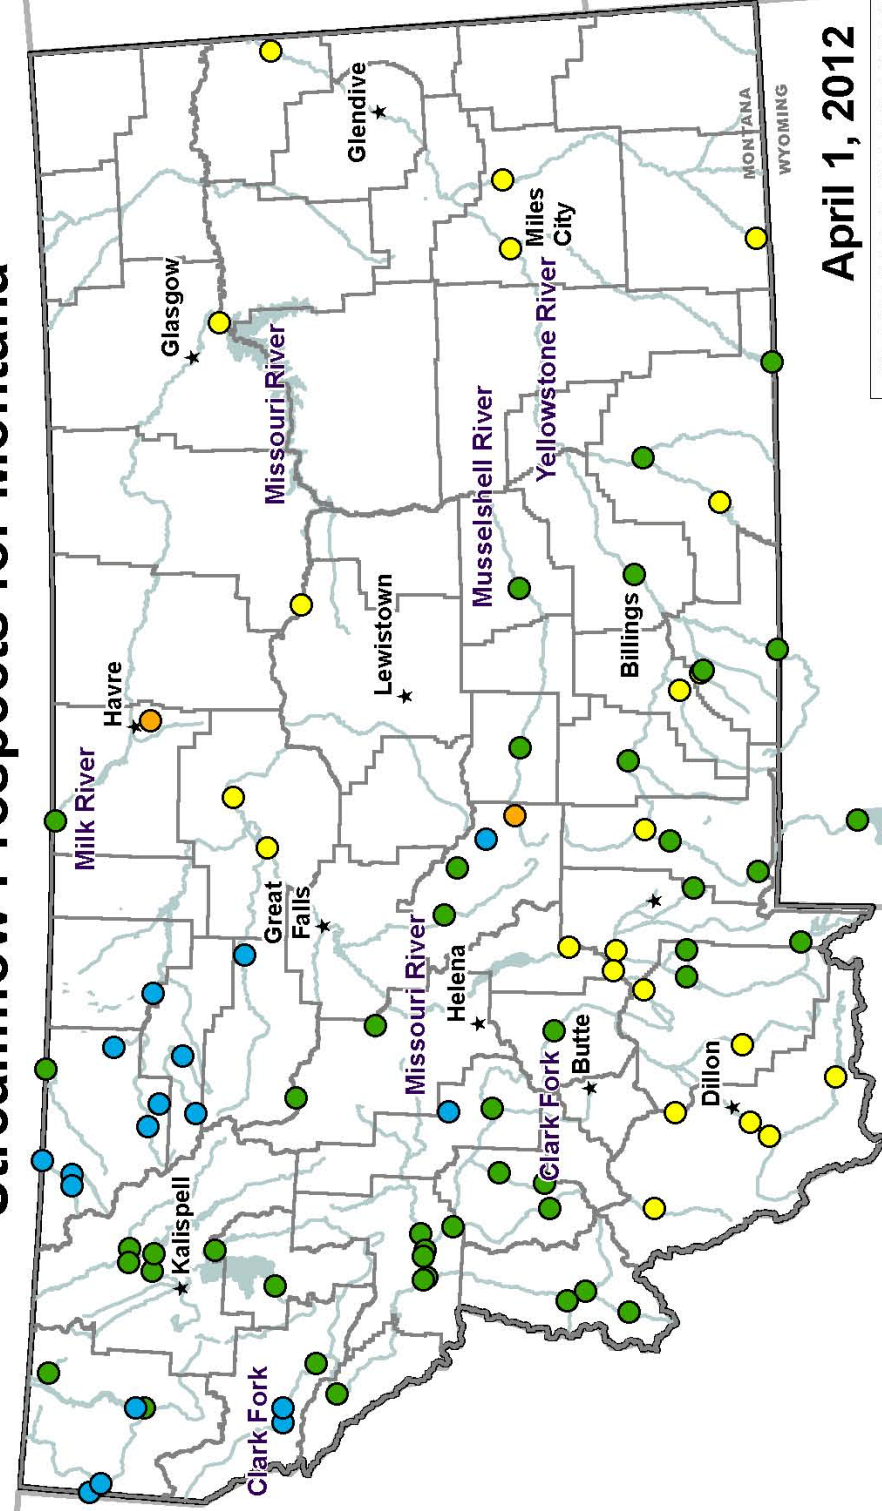 Streamflow Prospects for Montana
Milk River
Havre
Glasgow
Kalispell
Clark Fork
Great
Falls
Missouri River
Glendive
Lewistown
Missouri River
Helena
Musselshell River
Miles
City
Clark Fork
Butte
Yellowstone River
Billings
Dillon
MONTANA
WYOMING
April 1, 2012